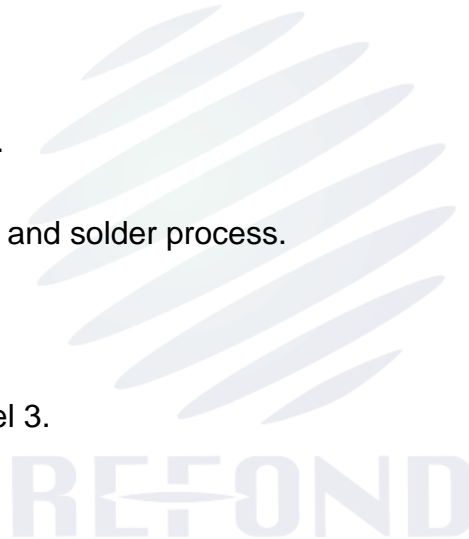 .
and solder process.
el 3.
REFOND